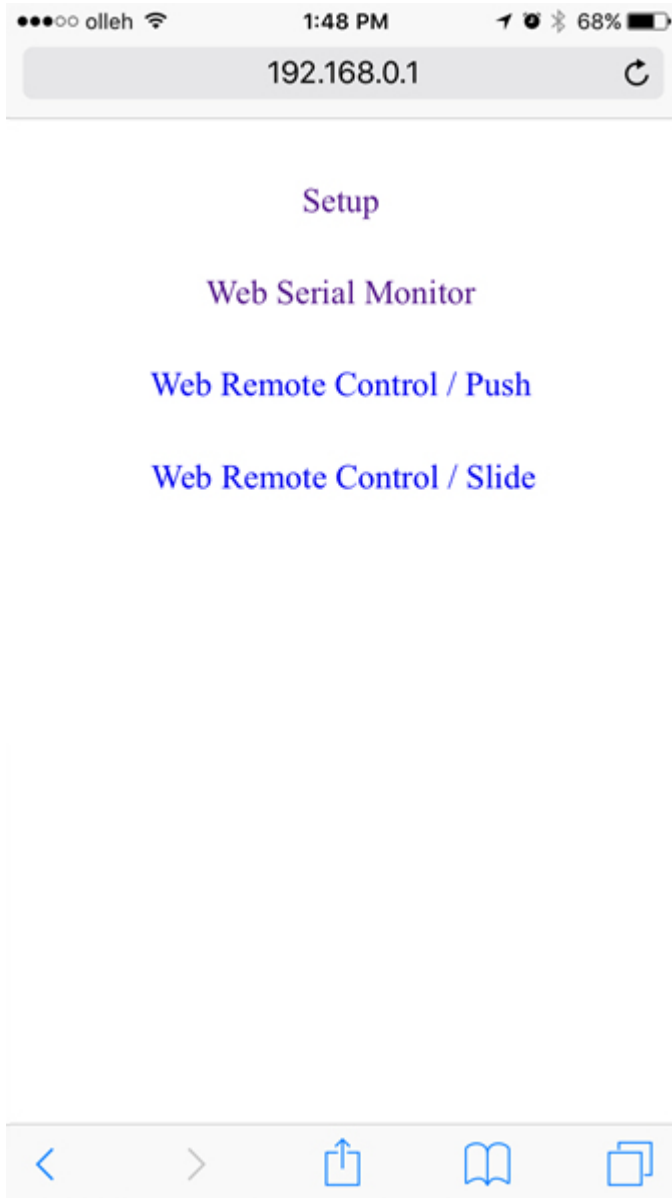 olleh 1:48 PM 68%
192.168.0.1
Setup
Web Serial Monitor
Web Remote Control / Push
Web Remote Control / Slide